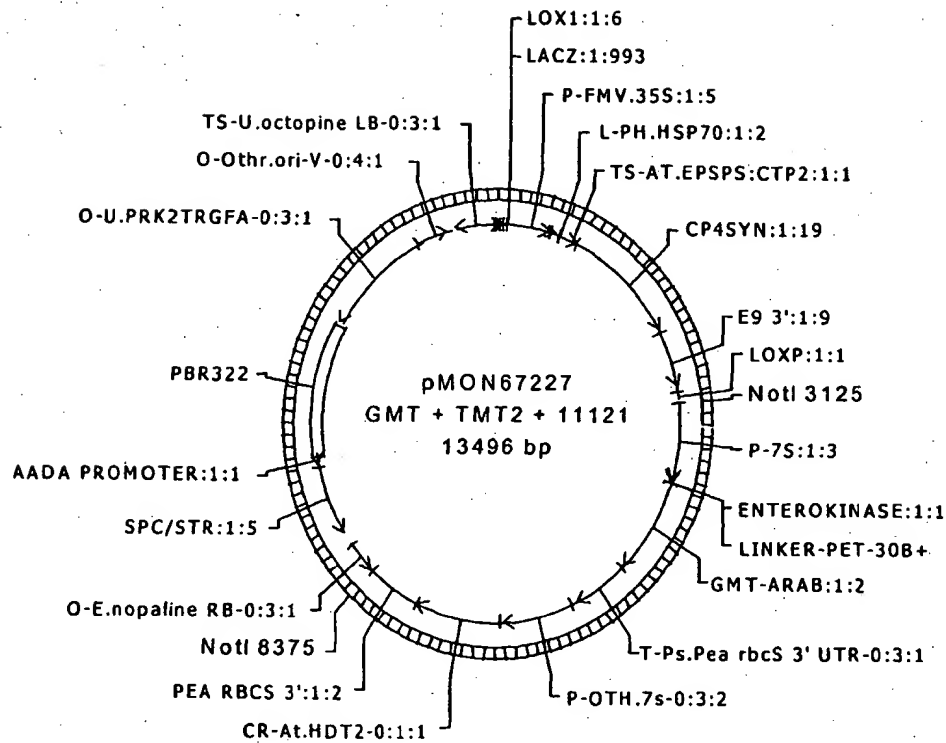 LOX1:1:6
LACZ:1:993
P-FMV.35S:1:5
L-PH.HSP70:1:2
TS-AT.EPSPS:CTP2:1:1
CP4SYN:1:19
E9 3':1:9
LOXP:1:1
NotI 3125
P-7S:1:3
ENTEROKINASE:1:1
LINKER-PET-30B+
GMT-ARAB:1:2
T-Ps.Pea rbcS 3' UTR-0:3:1
P-OTH.7s-0:3:2
CR-At.HDT2-0:1:1
PEA RBCS 3':1:2
NotI 8375
O-E.nopaline RB-0:3:1
SPC/STR:1:5
AADA PROMOTER:1:1
PBR322
O-U.PRK2TRGFA-0:3:1
O-Othr.ori-V-0:4:1
TS-U.octopine LB-0:3:1
pMON67227
GMT + TMT2 + 11121
13496 bp